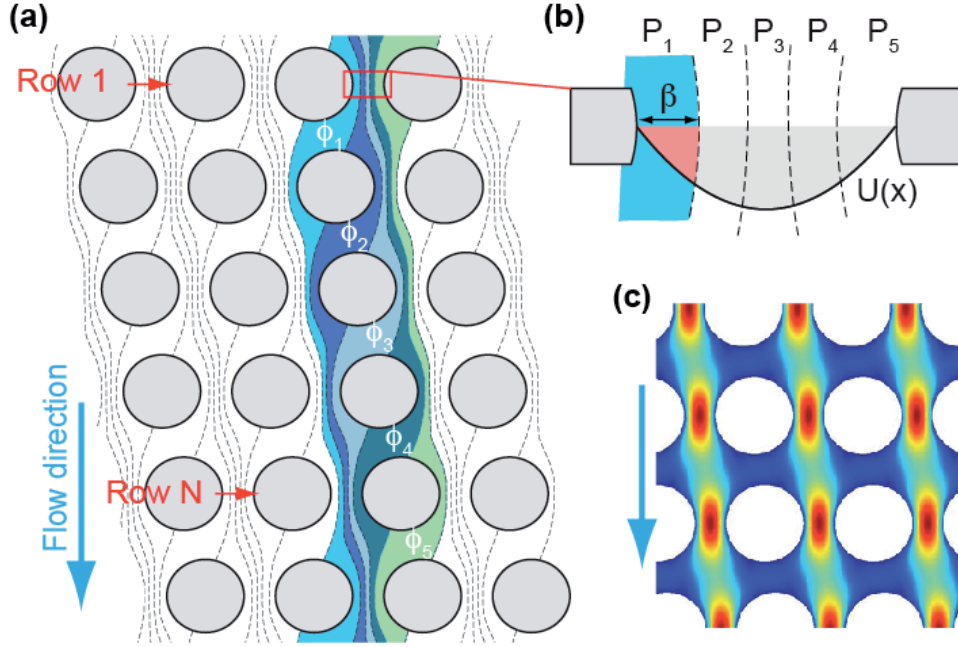 (a)
Row 1
ϕ1
ϕ2
ϕ3
ϕ4
Row N
ϕ5
Flow direction
(b)
P1 P2 P3 P4 P5
β
U(x)
(c)